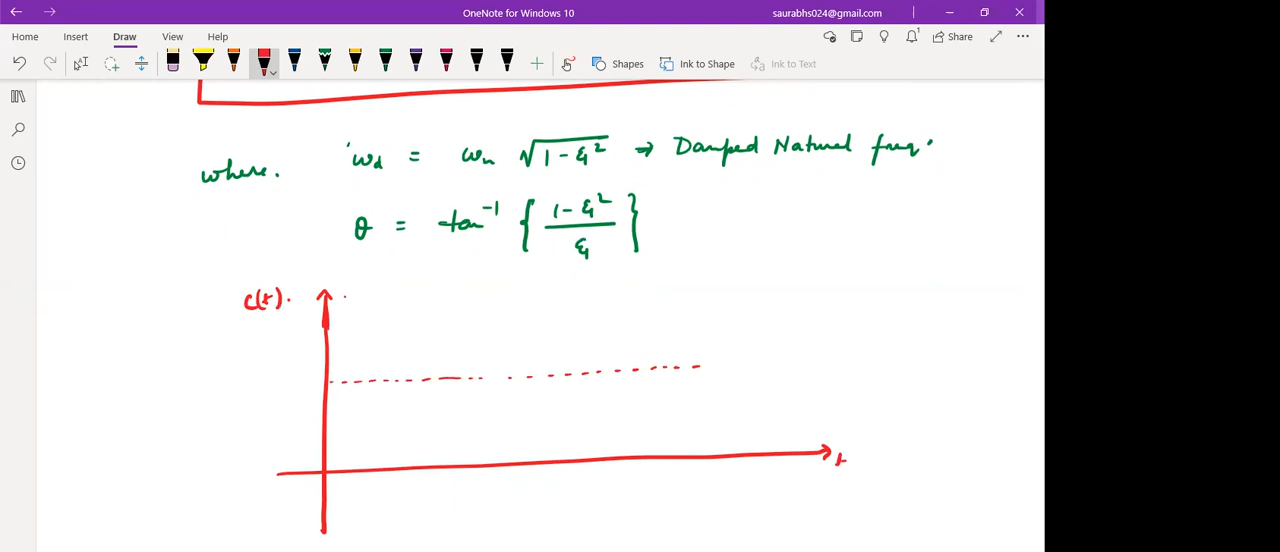 OneNote for Windows 10
saurabhs024@gmail.com
Home Insert Draw View Help
Share
Shapes Ink to Shape Ink to Text
where. ωd = ωn √1-ξ² → Damped Natural freq.
θ = tan⁻¹ { 1-ξ² / ξ }
c(t).
t